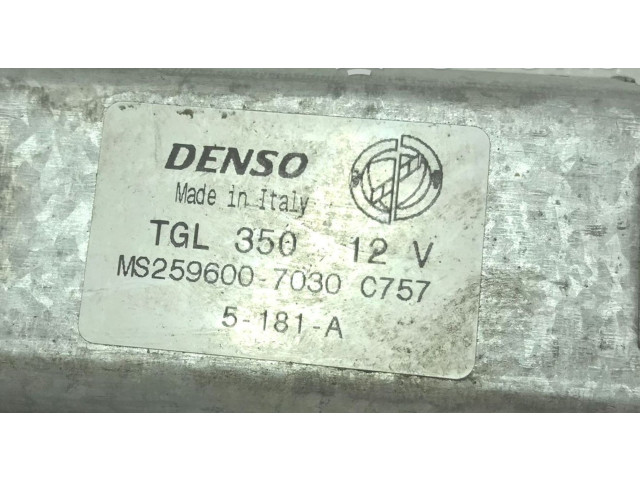 DENSO
Made in Italy
TGL 350 12 V
MS259600-7030 C757
5-181-A